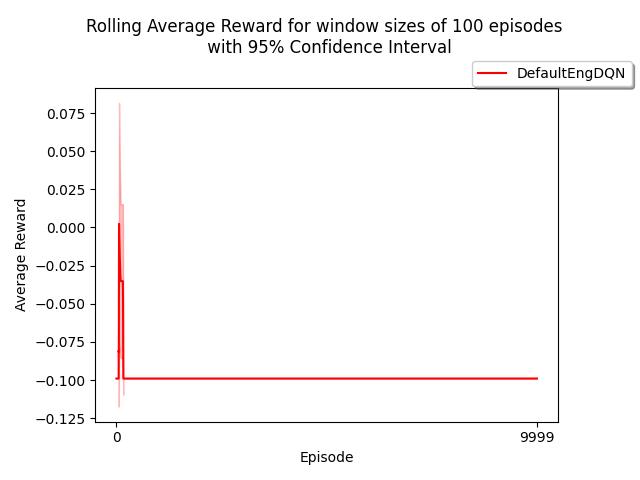 Rolling Average Reward for window sizes of 100 episodes
with 95% Confidence Interval
DefaultEngDQN
0.075
0.050
0.025
0.000
−0.025
−0.050
−0.075
−0.100
−0.125
Average Reward
0
9999
Episode